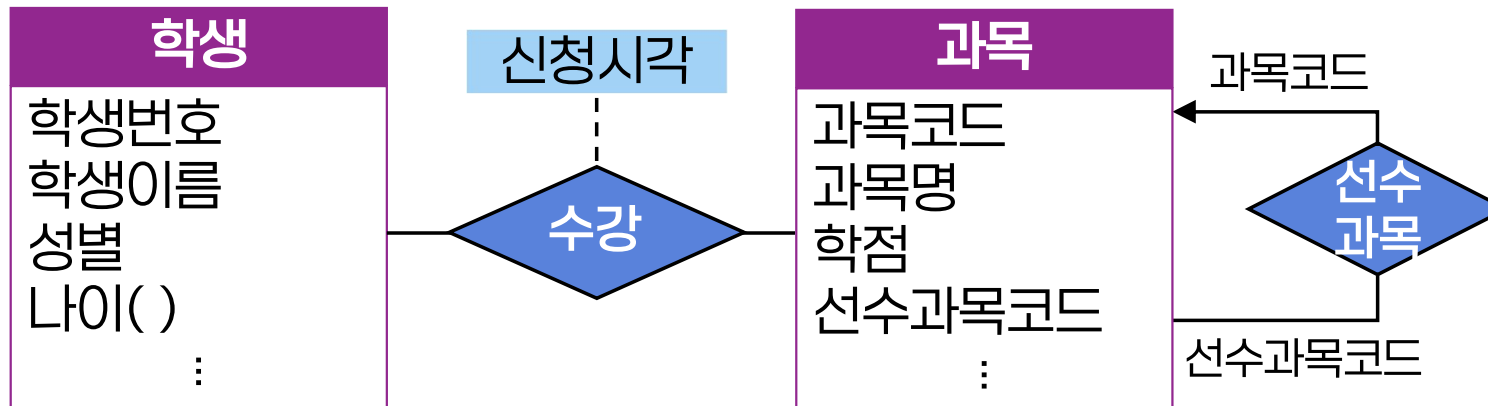 학생
학생번호
학생이름
성별
나이( )
⋮
신청시각
수강
과목
과목코드
과목명
학점
선수과목코드
⋮
과목코드
선수
과목
선수과목코드